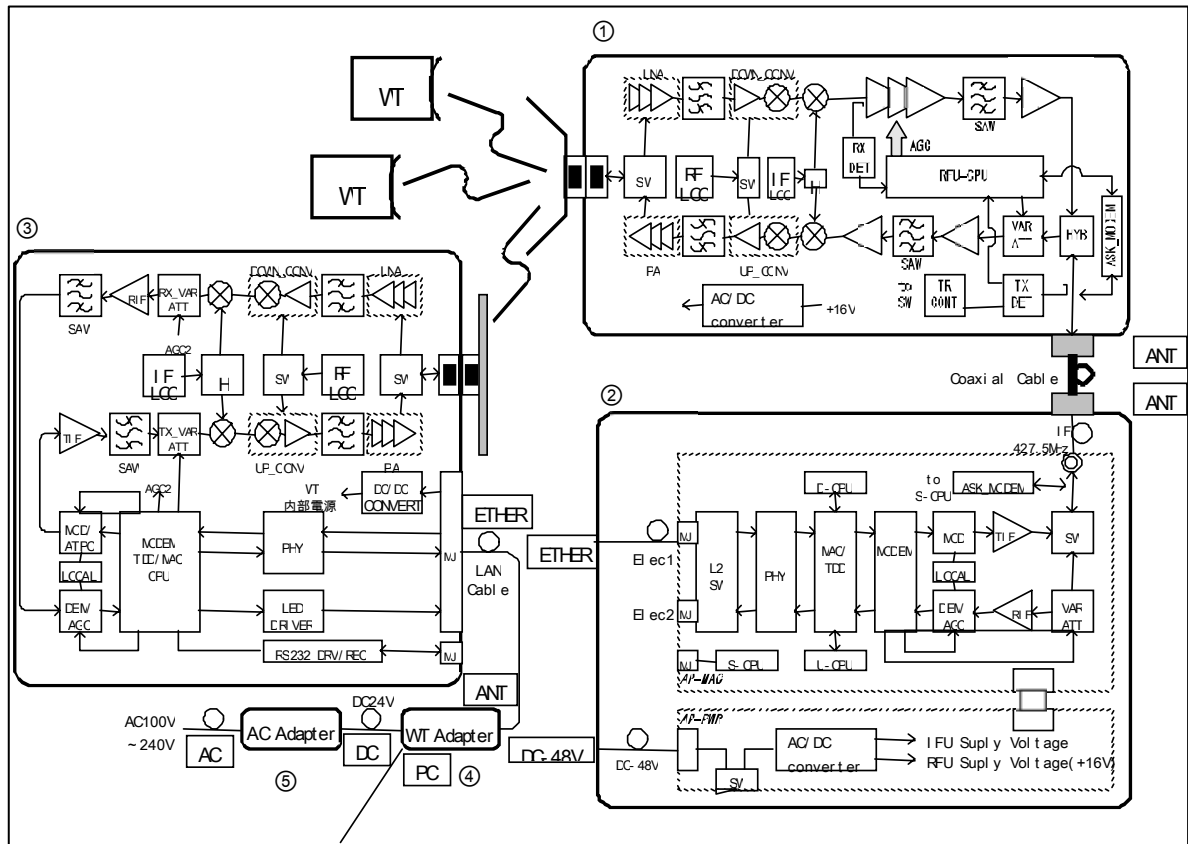 ①
VT
VT
LNA
DOWN_CONV
SAW
RX
DET
AGC
RFU-CPU
SW
RF
LOC
SW
IF
LOC
H
PA
UP_CONV
SAW
VAR
ATT
HYB
ASK_MODEM
to
SW
TR
CONT
TX
DET
AC/DC
converter
+16V
③
SAW
RIF
RX_VAR
ATT
DOWN_CONV
LNA
AGC2
IF
LOC
H
SW
RF
LOC
SW
TIF
SAW
TX_VAR
ATT
UP_CONV
PA
AGC2
VT
内部電源
DC/DC
CONVERT
MOD/
ATPC
LOCAL
DEM/
AGC
MODEM
TDD/MAC
CPU
PHY
LED
DRIVER
RS232 DRV/REC
MJ
MJ
ETHER
LAN
Cable
ANT
Coaxial Cable
ANT
ANT
②
IF
427.5MHz
D-CPU
to
S-CPU
ASK_MODEM
ETHER
Elec1
MJ
L2
SW
PHY
MAC/
TDD
MODEM
MOD
TIF
SW
LOCAL
Elec2
MJ
DEM/
AGC
RIF
VAR
ATT
MJ
S-CPU
U-CPU
AP-MAC
AP-PWR
DC-48V
DC-48V
SW
AC/DC
converter
IFU Suply Voltage
RFU Suply Voltage(+16V)
AC100V
~240V
AC
AC Adapter
⑤
DC24V
DC
WT Adapter
PC
④